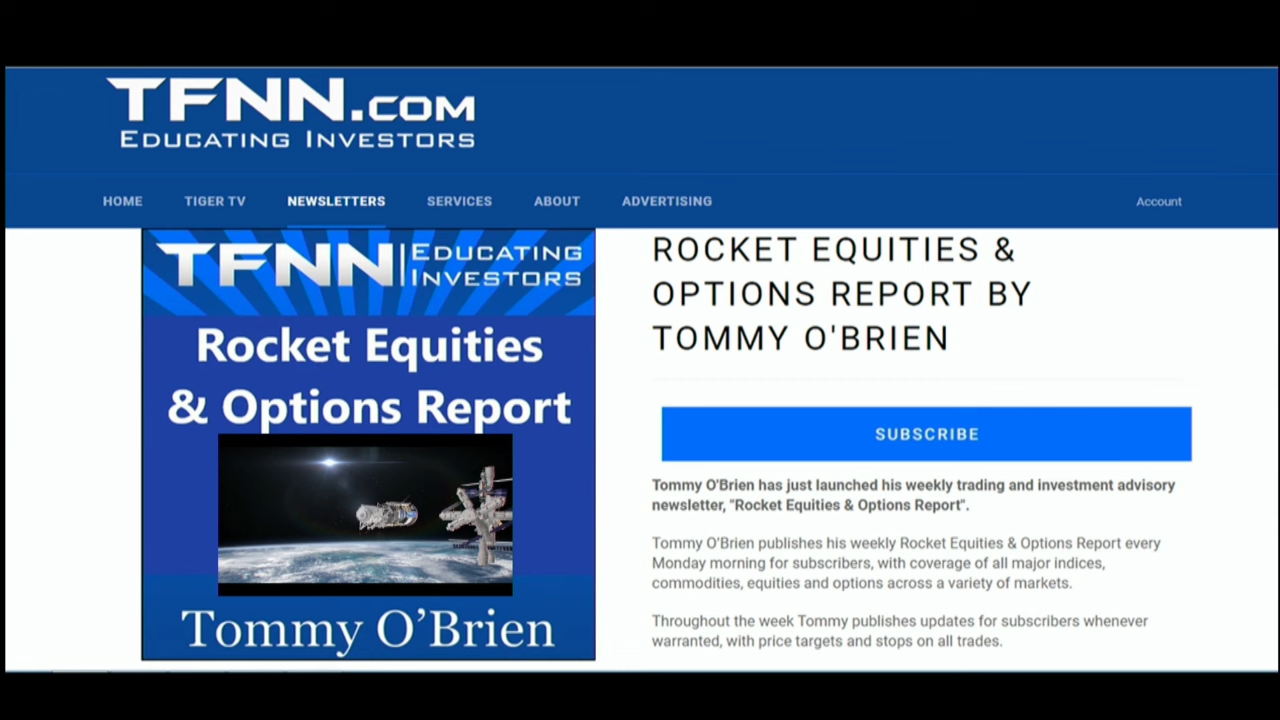 TFNN.COM
EDUCATING INVESTORS
HOME TIGER TV NEWSLETTERS SERVICES ABOUT ADVERTISING Account
TFNN EDUCATING
INVESTORS
Rocket Equities
& Options Report
Tommy O’Brien
ROCKET EQUITIES &
OPTIONS REPORT BY
TOMMY O'BRIEN
SUBSCRIBE
Tommy O'Brien has just launched his weekly trading and investment advisory
newsletter, "Rocket Equities & Options Report".
Tommy O'Brien publishes his weekly Rocket Equities & Options Report every
Monday morning for subscribers, with coverage of all major indices,
commodities, equities and options across a variety of markets.
Throughout the week Tommy publishes updates for subscribers whenever
warranted, with price targets and stops on all trades.